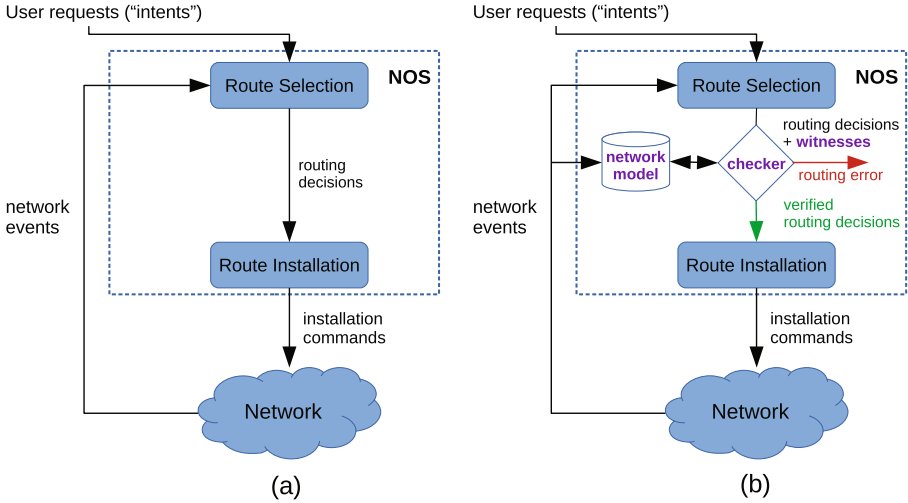 User requests (“intents”)
NOS
Route Selection
routing
decisions
network
events
Route Installation
installation
commands
Network
(a)
User requests (“intents”)
NOS
Route Selection
routing decisions
+ witnesses
network
model
checker
routing error
verified
routing decisions
network
events
Route Installation
installation
commands
Network
(b)